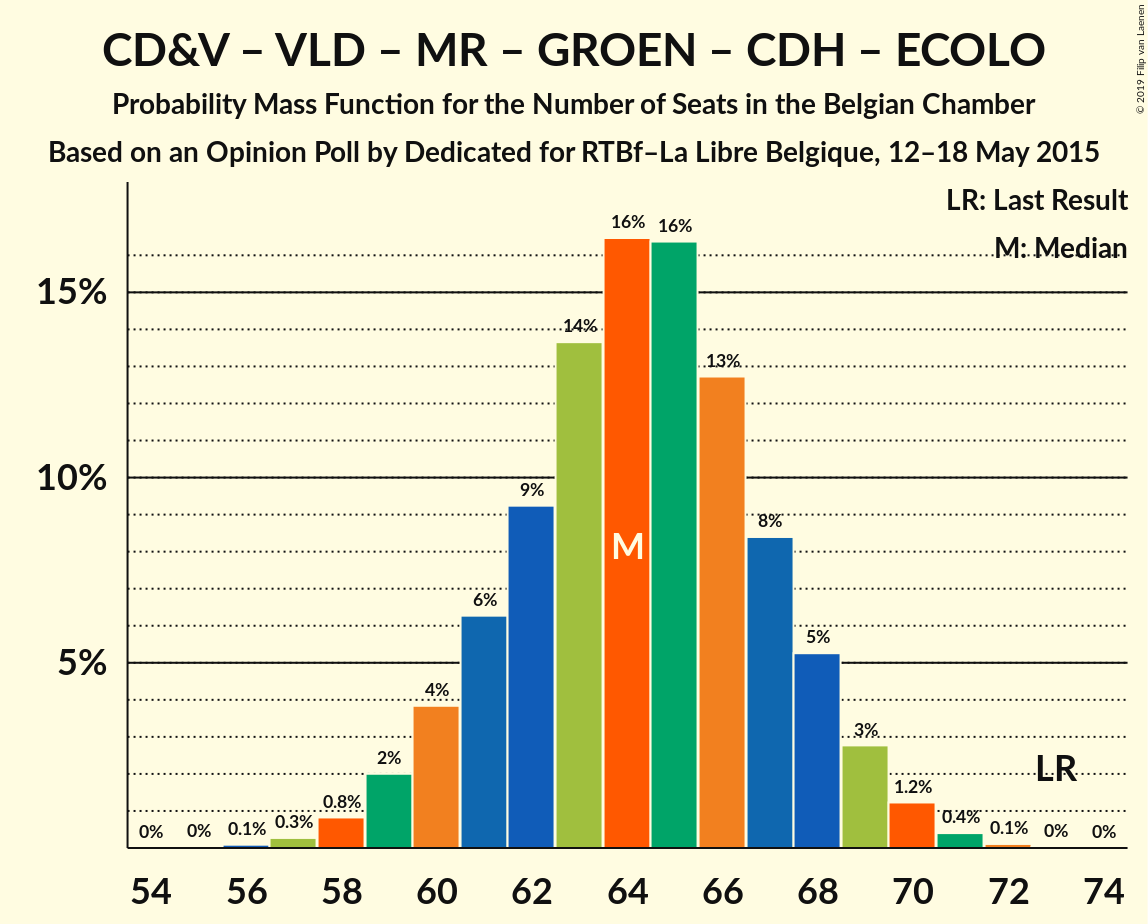 CD&V – VLD – MR – GROEN – CDH – ECOLO
Probability Mass Function for the Number of Seats in the Belgian Chamber
Based on an Opinion Poll by Dedicated for RTBf–La Libre Belgique, 12–18 May 2015
© 2019 Filip van Laenen
LR: Last Result
M: Median
15%
10%
5%
0%
0%
0.1%
0.3%
0.8%
2%
4%
6%
9%
14%
16%
16%
13%
8%
5%
3%
1.2%
0.4%
0.1%
0%
0%
M
LR
54 56 58 60 62 64 66 68 70 72 74